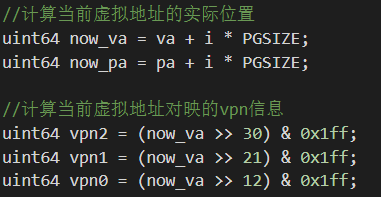 //计算当前虚拟地址的实际位置
uint64 now_va = va + i * PGSIZE;
uint64 now_pa = pa + i * PGSIZE;
//计算当前虚拟地址对映的vpn信息
uint64 vpn2 = (now_va >> 30) & 0x1ff;
uint64 vpn1 = (now_va >> 21) & 0x1ff;
uint64 vpn0 = (now_va >> 12) & 0x1ff;